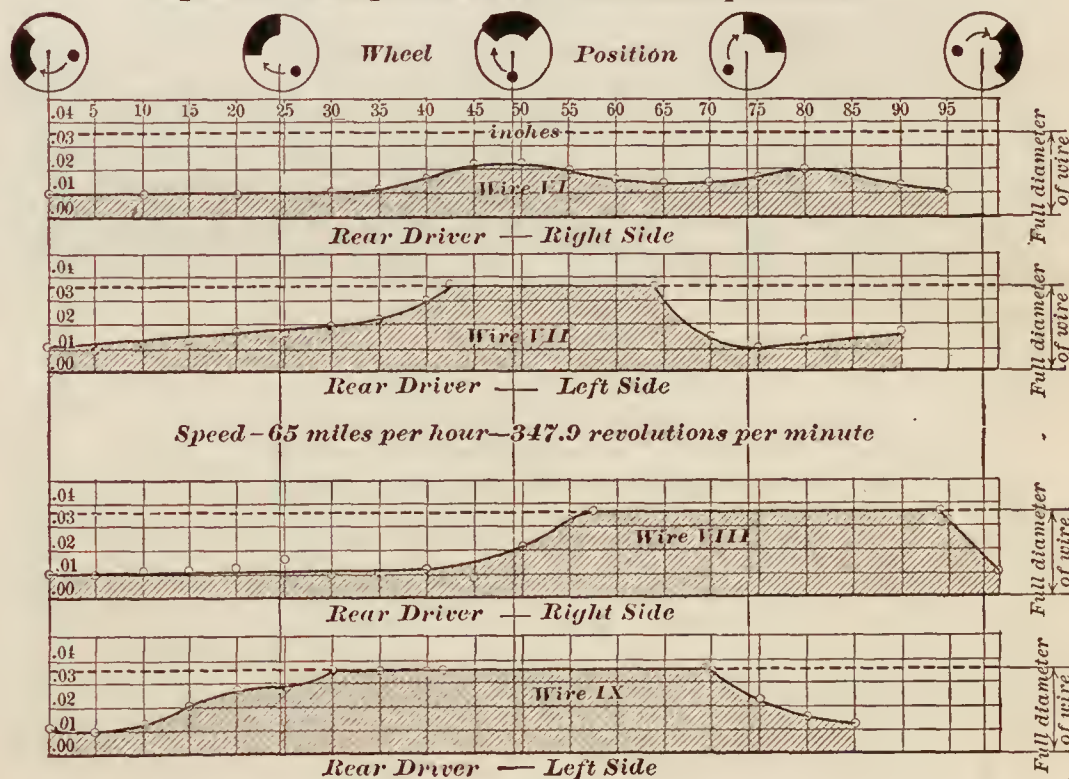 Wheel Position
.04 5 10 15 20 25 30 35 40 45 50 55 60 65 70 75 80 85 90 95
.03
inches
.02
Wire VI
.01
.00
Full diameter of wire
Rear Driver — Right Side
.04
.03
.02
Wire VII
.01
.00
Full diameter of wire
Rear Driver — Left Side
Speed – 65 miles per hour – 347.9 revolutions per minute
.04
.03
.02
Wire VIII
.01
.00
Full diameter of wire
Rear Driver — Right Side
.04
.03
.02
Wire IX
.01
.00
Full diameter of wire
Rear Driver — Left Side